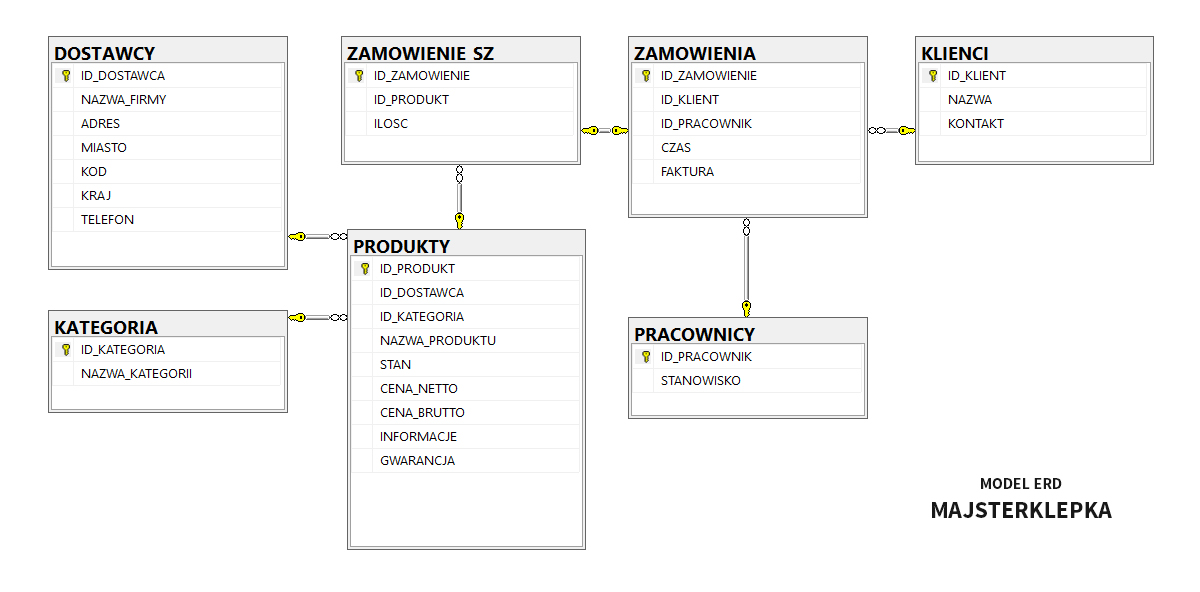 DOSTAWCY
ID_DOSTAWCA
NAZWA_FIRMY
ADRES
MIASTO
KOD
KRAJ
TELEFON
ZAMOWIENIE SZ
ID_ZAMOWIENIE
ID_PRODUKT
ILOSC
ZAMOWIENIA
ID_ZAMOWIENIE
ID_KLIENT
ID_PRACOWNIK
CZAS
FAKTURA
KLIENCI
ID_KLIENT
NAZWA
KONTAKT
KATEGORIA
ID_KATEGORIA
NAZWA_KATEGORII
PRODUKTY
ID_PRODUKT
ID_DOSTAWCA
ID_KATEGORIA
NAZWA_PRODUKTU
STAN
CENA_NETTO
CENA_BRUTTO
INFORMACJE
GWARANCJA
PRACOWNICY
ID_PRACOWNIK
STANOWISKO
MODEL ERD
MAJSTERKLEPKA